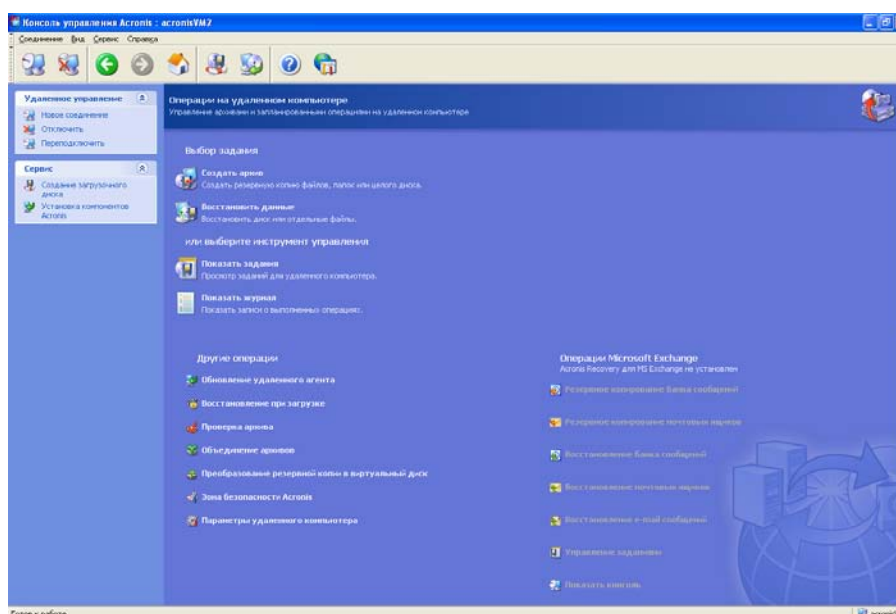 Консоль управления Acronis : acronisVM2
Соединение Вид Сервис Справка
Удаленное управление
Новое соединение
Отключить
Переподключить
Сервис
Создание загрузочного диска
Установка компонентов Acronis
Операции на удаленном компьютере
Управление архивами и запланированными операциями на удаленном компьютере
Выбор задания
Создать архив
Создать резервную копию файлов, папок или целого диска.
Восстановить данные
Восстановить диск или отдельные файлы.
или выберите инструмент управления
Показать задания
Просмотр заданий для удаленного компьютера.
Показать журнал
Показать записи о выполненных операциях.
Другие операции
Обновление удаленного агента
Восстановление при загрузке
Проверка архива
Объединение архивов
Преобразование резервной копии в виртуальный диск
Зона безопасности Acronis
Параметры удаленного компьютера
Операции Microsoft Exchange
Acronis Recovery для MS Exchange не установлен
Резервное копирование банка сообщений
Резервное копирование почтовых ящиков
Восстановление банка сообщений
Восстановление почтовых ящиков
Восстановление e-mail сообщений
Управление заданиями
Показать консоль
Готов к работе